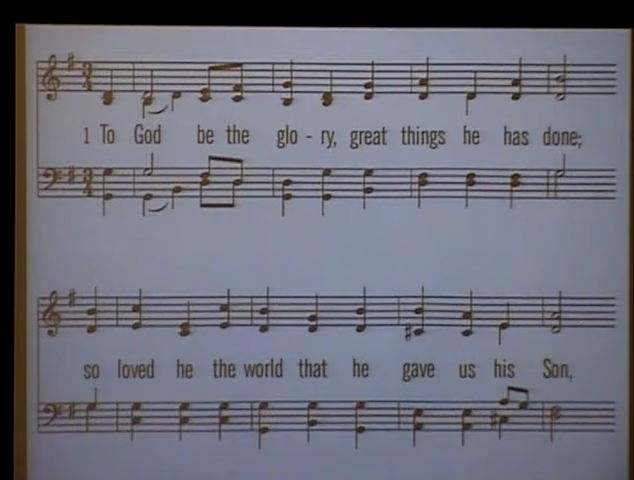 1 To God be the glo - ry, great things he has done;
so loved he the world that he gave us his Son,